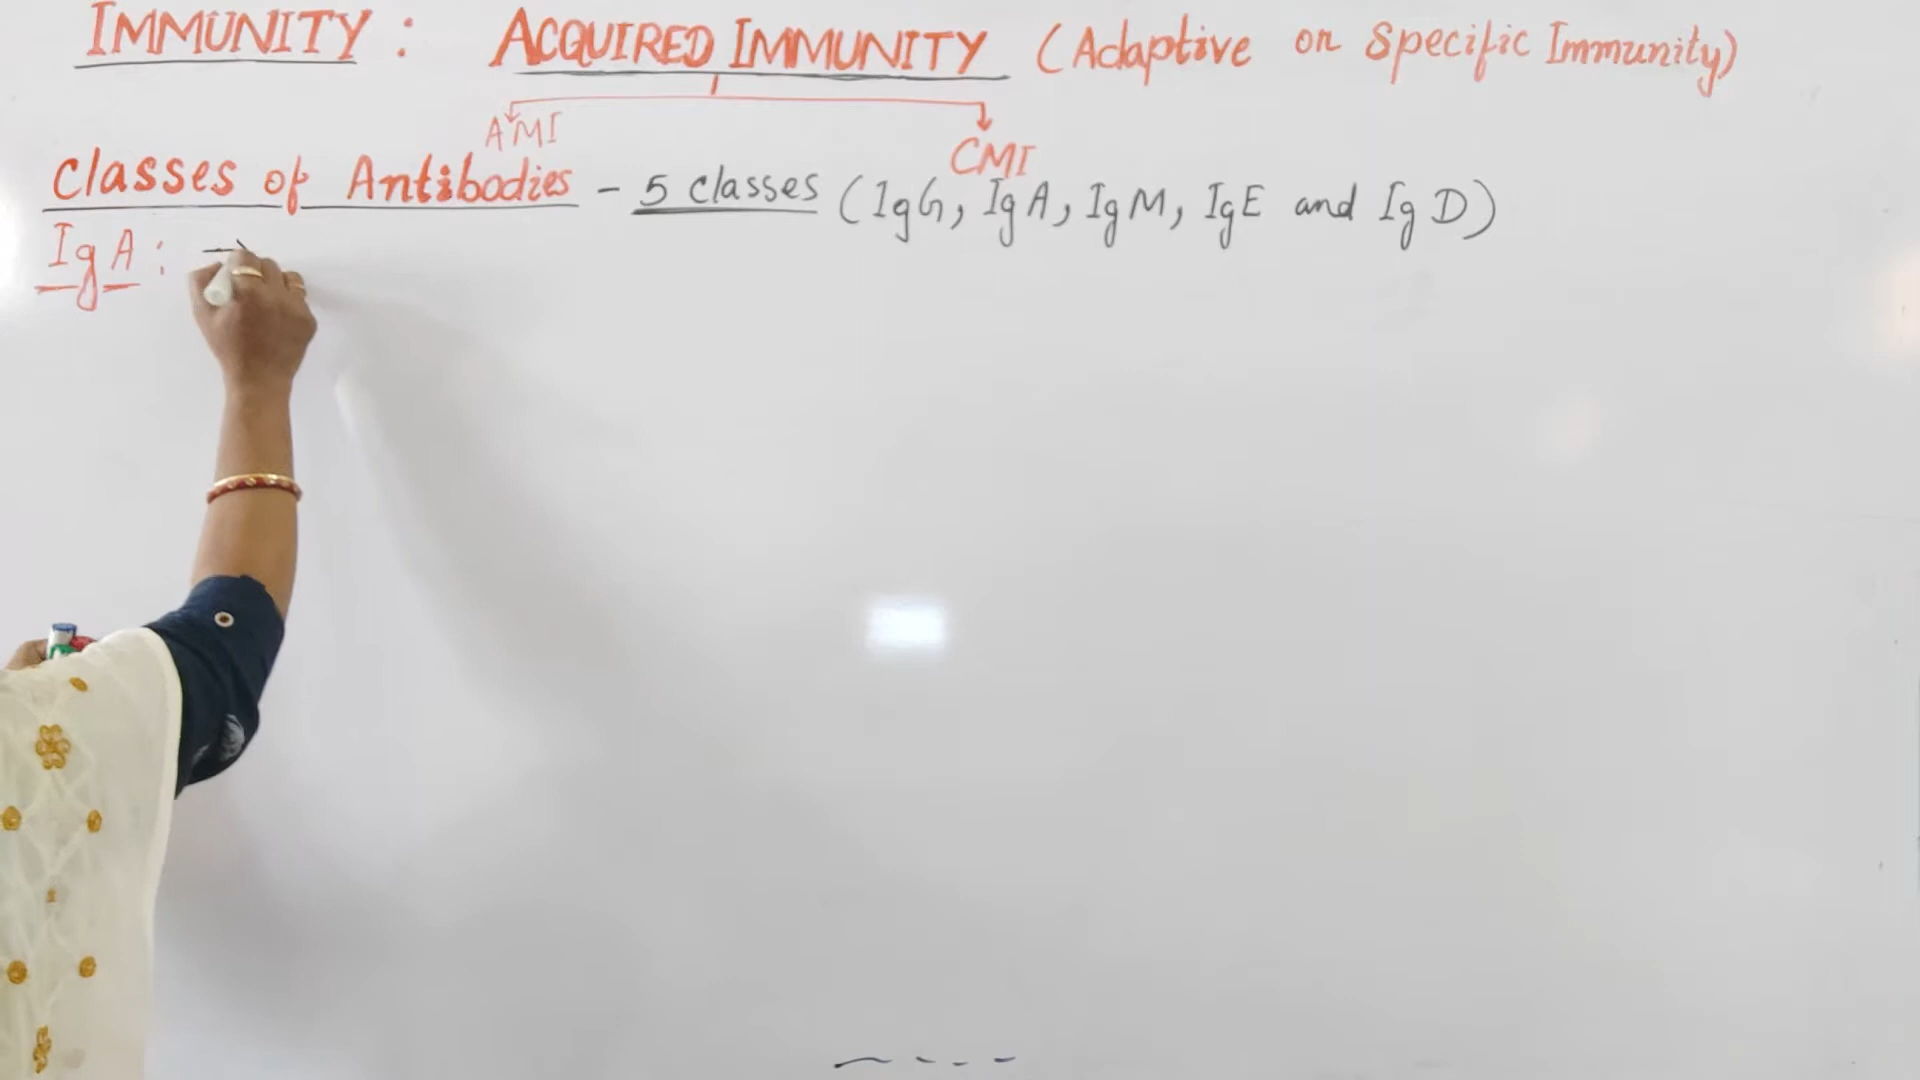 IMMUNITY : ACQUIRED IMMUNITY (Adaptive or Specific Immunity)
AMI CMI
Classes of Antibodies - 5 classes (IgG, IgA, IgM, IgE and IgD)
IgA : →